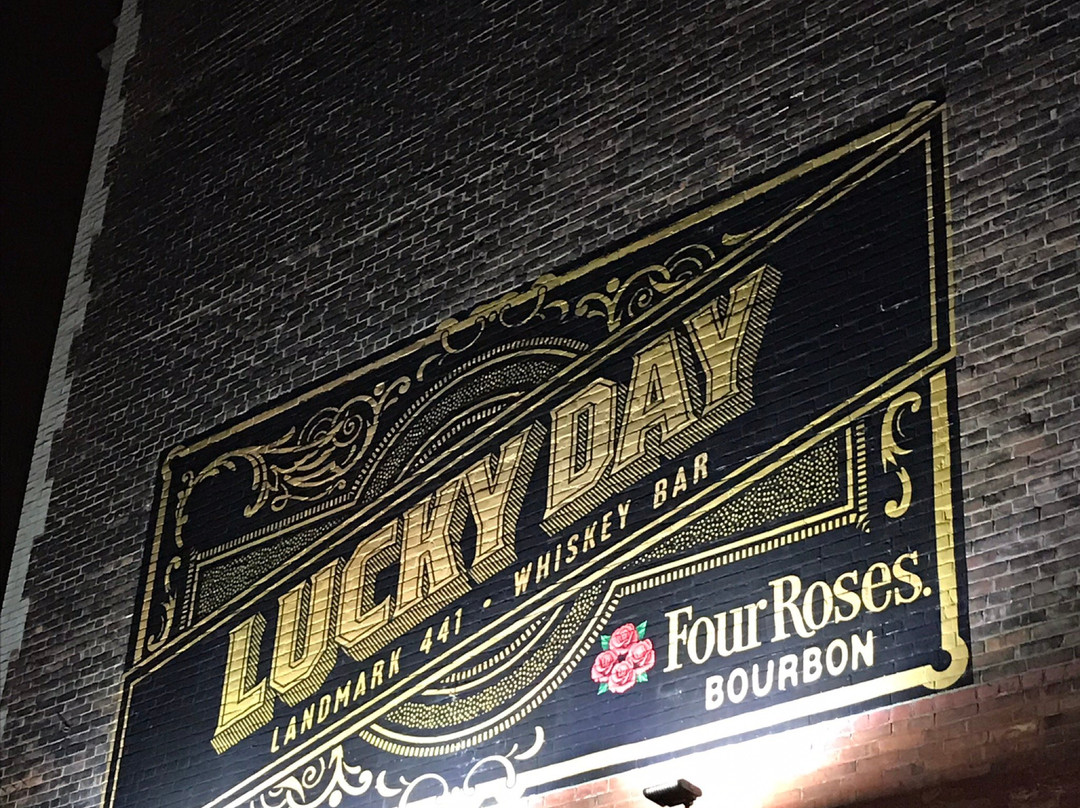 LUCKY DAY
LANDMARK 441 · WHISKEY BAR
Four Roses.
BOURBON